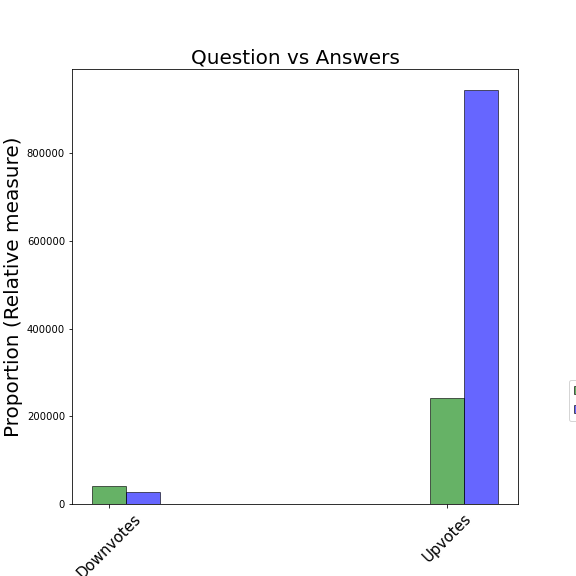 Question vs Answers
Proportion (Relative measure)
800000
600000
400000
200000
0
Downvotes
Upvotes